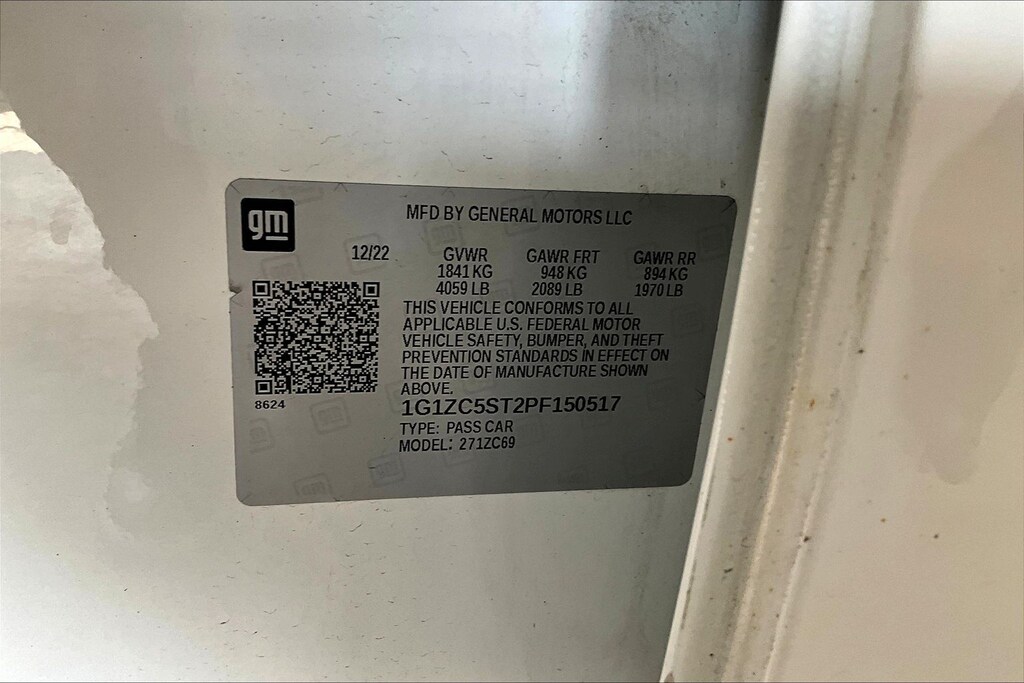 gm
MFD BY GENERAL MOTORS LLC
12/22 GVWR GAWR FRT GAWR RR
1841 KG 948 KG 894 KG
4059 LB 2089 LB 1970 LB
THIS VEHICLE CONFORMS TO ALL
APPLICABLE U.S. FEDERAL MOTOR
VEHICLE SAFETY, BUMPER, AND THEFT
PREVENTION STANDARDS IN EFFECT ON
THE DATE OF MANUFACTURE SHOWN
ABOVE.
8624
1G1ZC5ST2PF150517
TYPE: PASS CAR
MODEL: 271ZC69